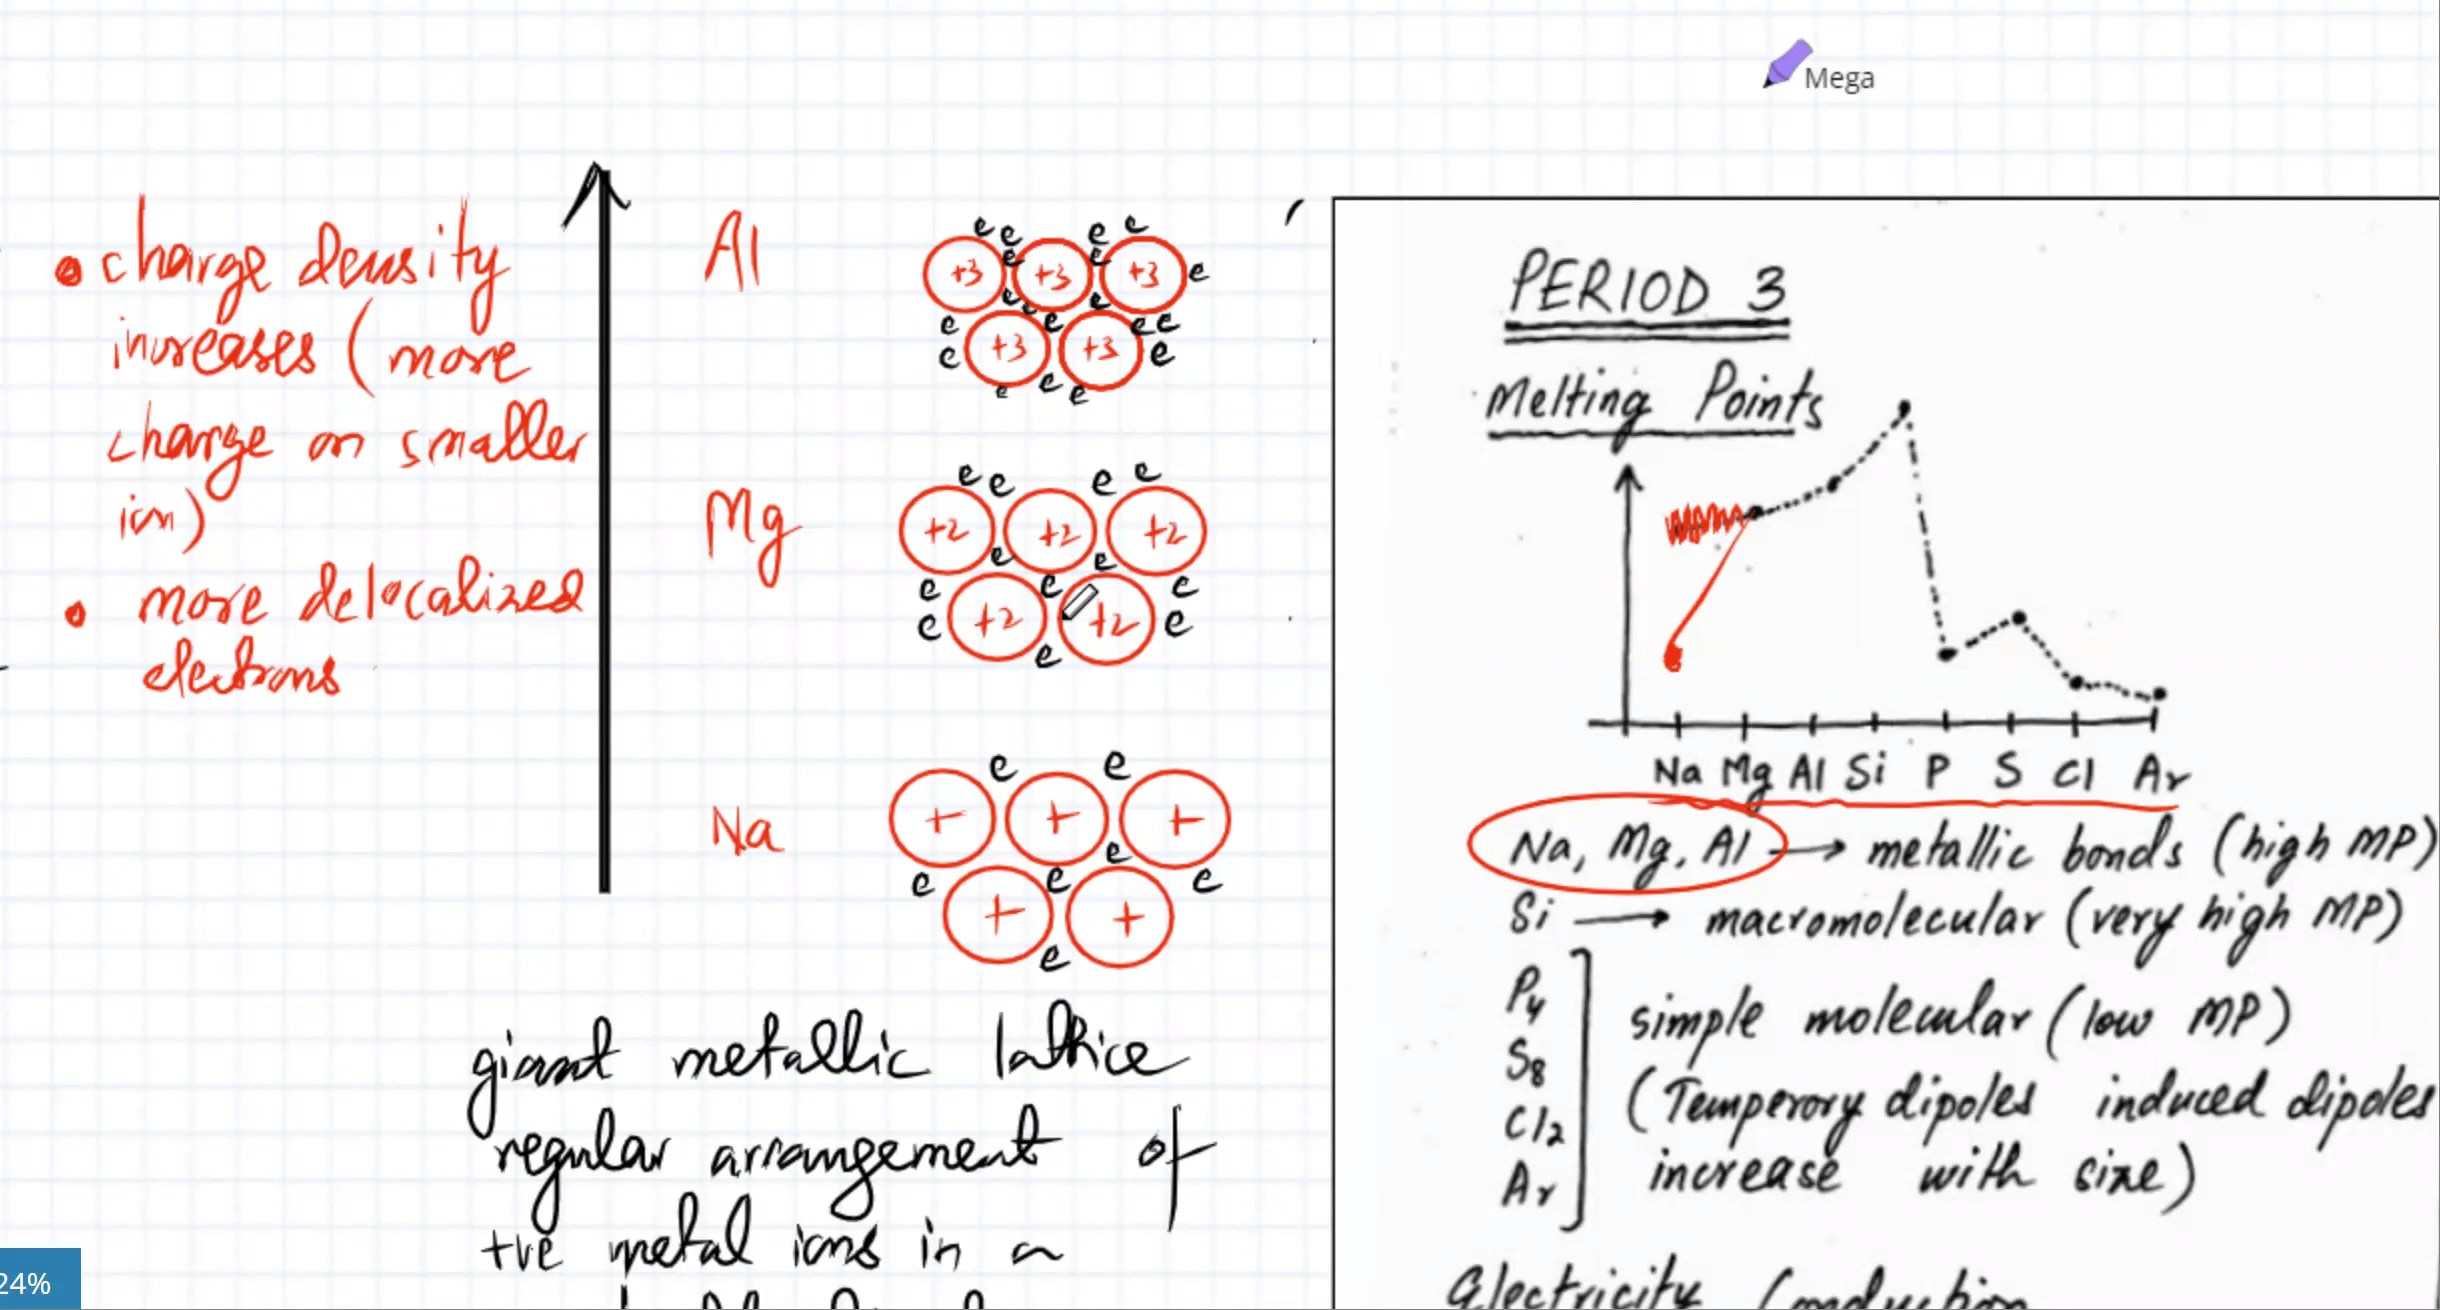 Mega
• charge density
increases (more
charge on smaller
ion)
• more delocalized
electrons
Al
e e e e
e e
+3 +3 +3 e
e e e
e e e e
e +3 +3 e
e e e
Mg
e e e e
+2 +2 +2
e e
e e e
e +2 +2 e
e
Na
e e
+ + +
e
e e e
+ +
e
giant metallic lattice
regular arrangement of
+ve metal ions in a
24%
PERIOD 3
Melting Points
Na Mg Al Si P S Cl Ar
Na, Mg, Al → metallic bonds (high MP)
Si → macromolecular (very high MP)
P4
S8
Cl2
Ar
simple molecular (low MP)
(Temperory dipoles induced dipoles
increase with size)
Electricity Conduction